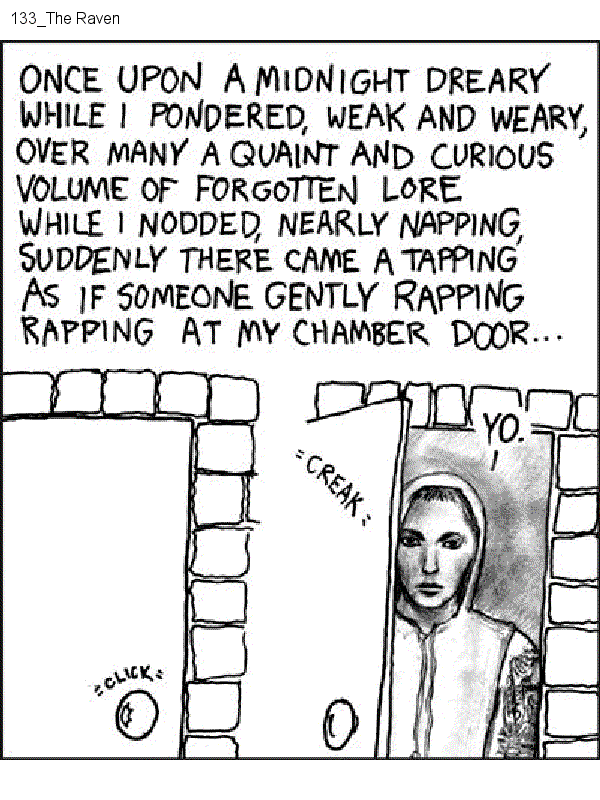 133_The Raven
ONCE UPON A MIDNIGHT DREARY
WHILE I PONDERED, WEAK AND WEARY,
OVER MANY A QUAINT AND CURIOUS
VOLUME OF FORGOTTEN LORE
WHILE I NODDED, NEARLY NAPPING,
SUDDENLY THERE CAME A TAPPING
AS IF SOMEONE GENTLY RAPPING
RAPPING AT MY CHAMBER DOOR...
YO.
CREAK
CLICK